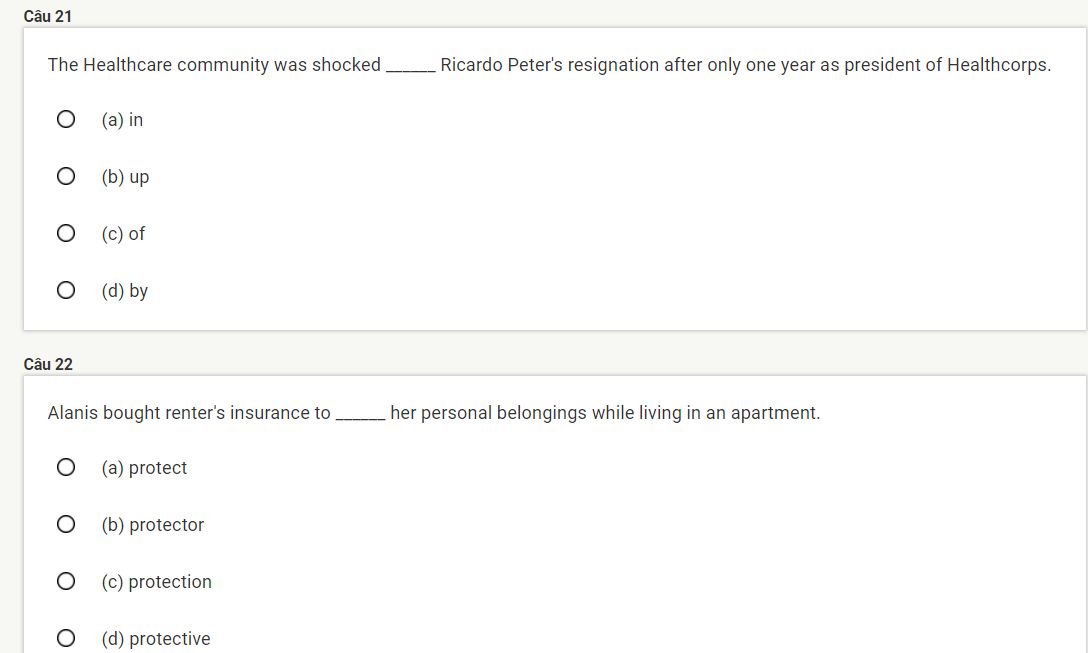 Câu 21
The Healthcare community was shocked ______ Ricardo Peter's resignation after only one year as president of Healthcorps.
(a) in
(b) up
(c) of
(d) by
Câu 22
Alanis bought renter's insurance to ______ her personal belongings while living in an apartment.
(a) protect
(b) protector
(c) protection
(d) protective